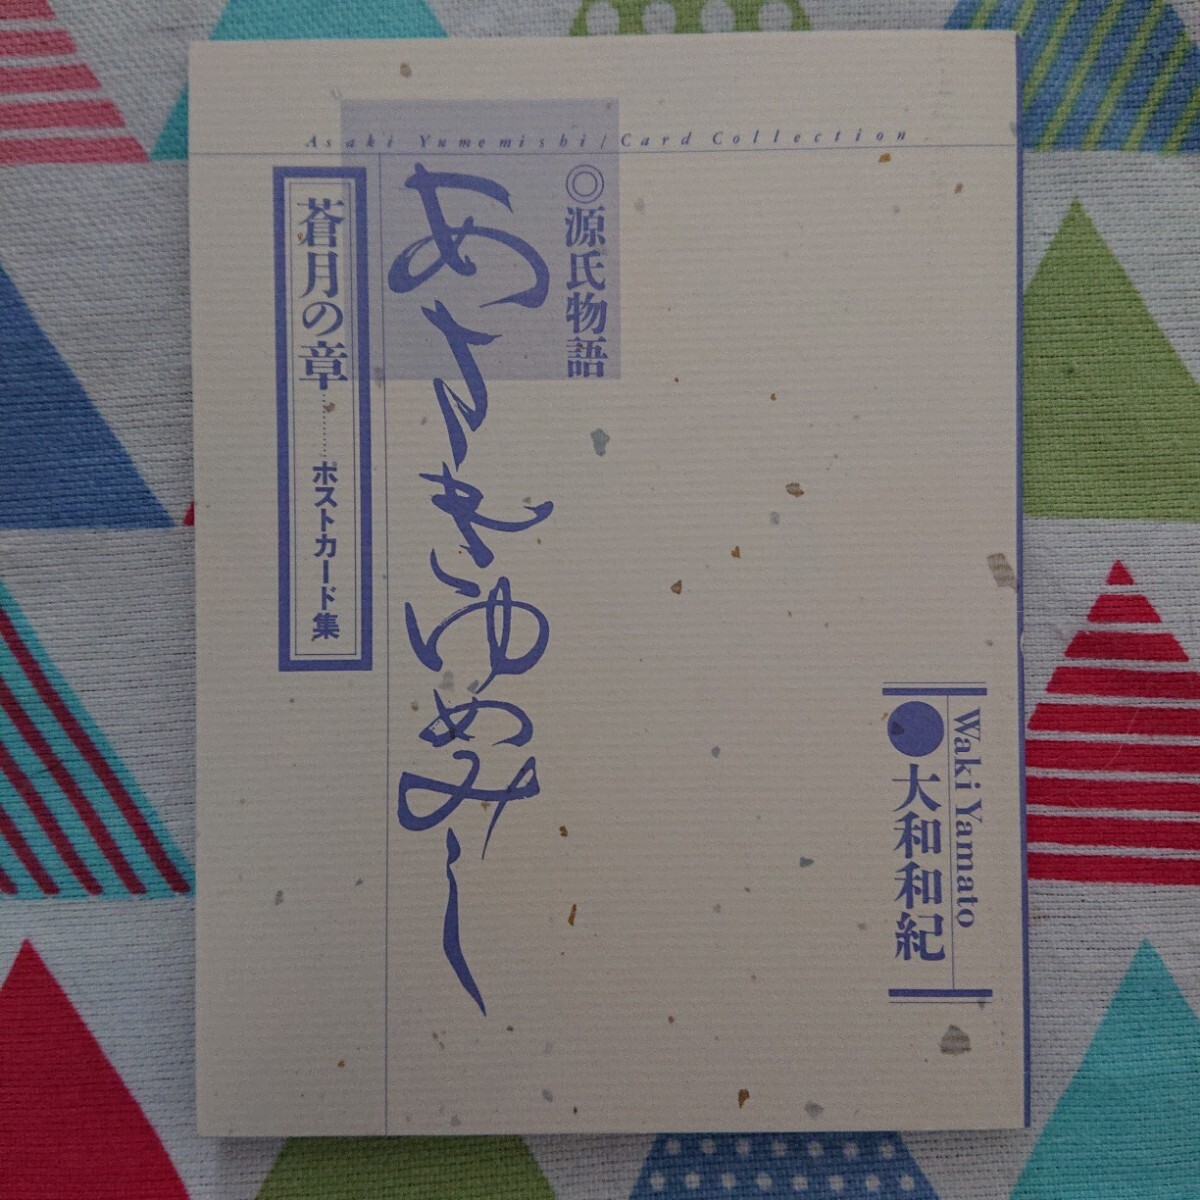 Asaki Yumemishi/Card Collection
◎源氏物語
あさきゆめみし
蒼月の章…………ポストカード集
Waki Yamato
●大和和紀